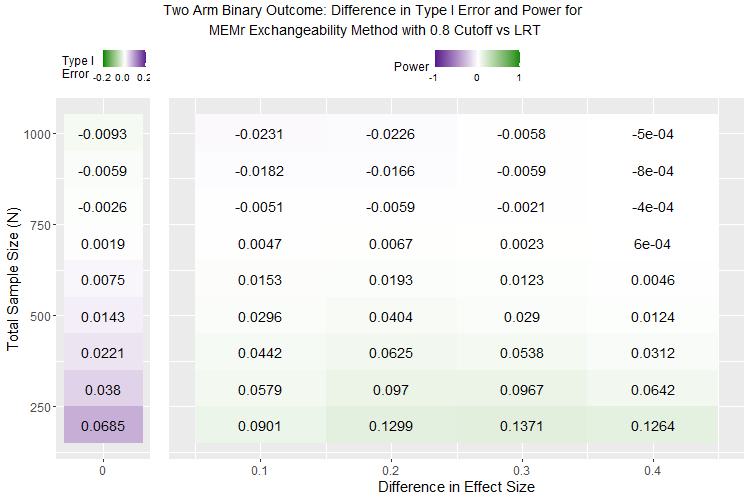 Two Arm Binary Outcome: Difference in Type I Error and Power for
MEMr Exchangeability Method with 0.8 Cutoff vs LRT
Type I
Error
-0.2 0.0 0.2
Power
-1 0 1
Total Sample Size (N)
1000 -0.0093 -0.0231 -0.0226 -0.0058 -5e-04
-0.0059 -0.0182 -0.0166 -0.0059 -8e-04
-0.0026 -0.0051 -0.0059 -0.0021 -4e-04
750
0.0019 0.0047 0.0067 0.0023 6e-04
0.0075 0.0153 0.0193 0.0123 0.0046
500 0.0143 0.0296 0.0404 0.029 0.0124
0.0221 0.0442 0.0625 0.0538 0.0312
0.038 0.0579 0.097 0.0967 0.0642
250
0.0685 0.0901 0.1299 0.1371 0.1264
0 0.1 0.2 0.3 0.4
Difference in Effect Size